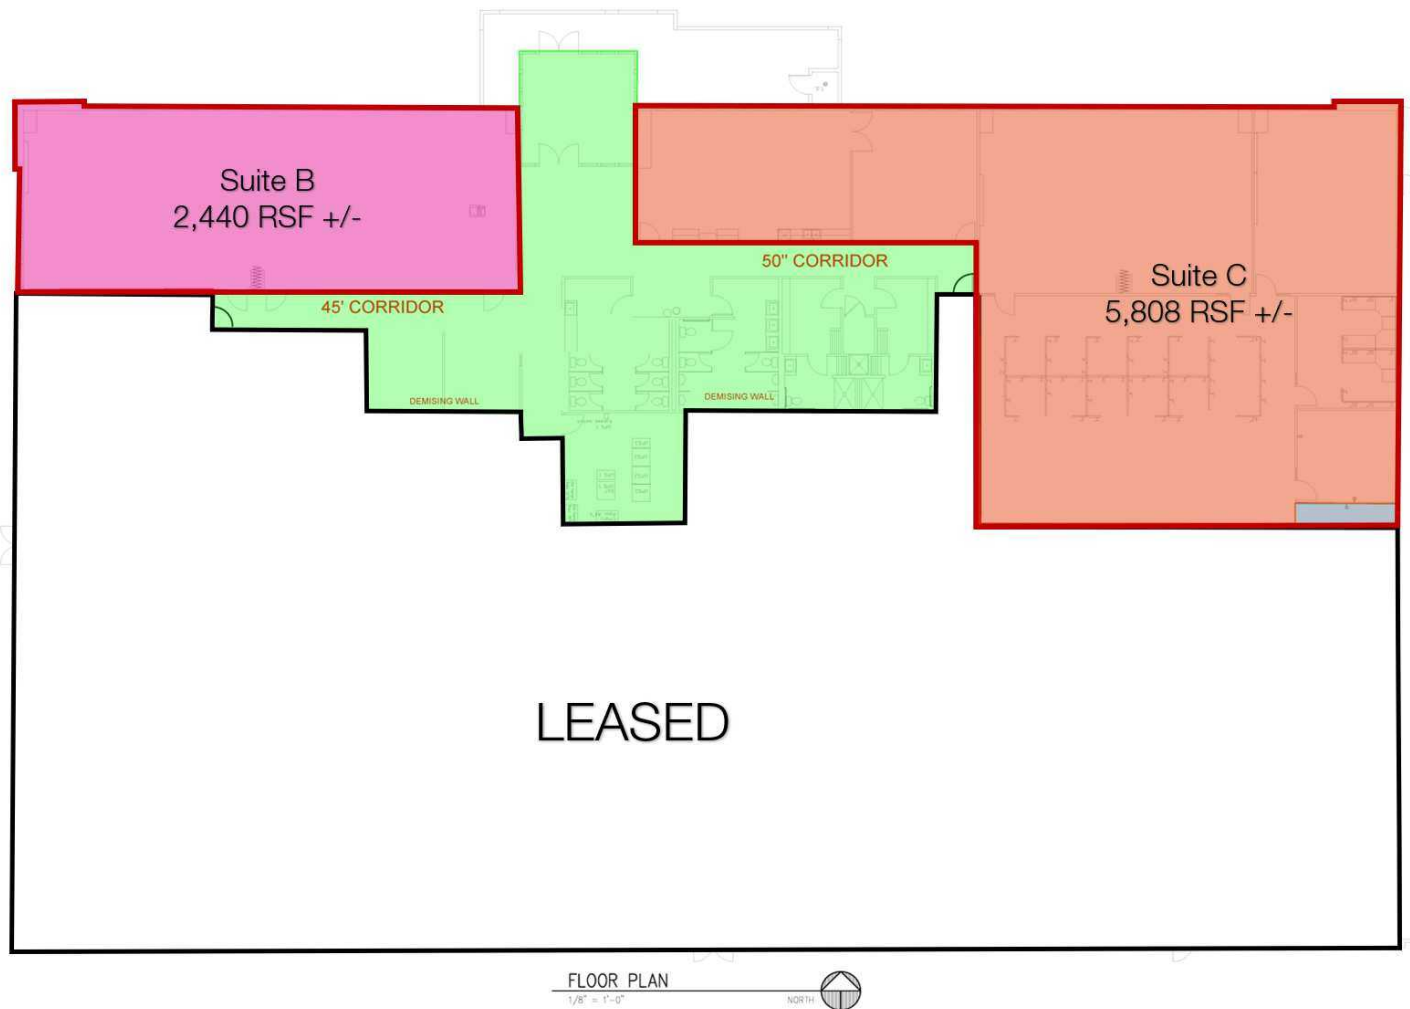 Suite B
2,440 RSF +/-
50" CORRIDOR
45' CORRIDOR
Suite C
5,808 RSF +/-
DEMISING WALL
DEMISING WALL
LEASED
FLOOR PLAN
1/8" = 1'-0"
NORTH